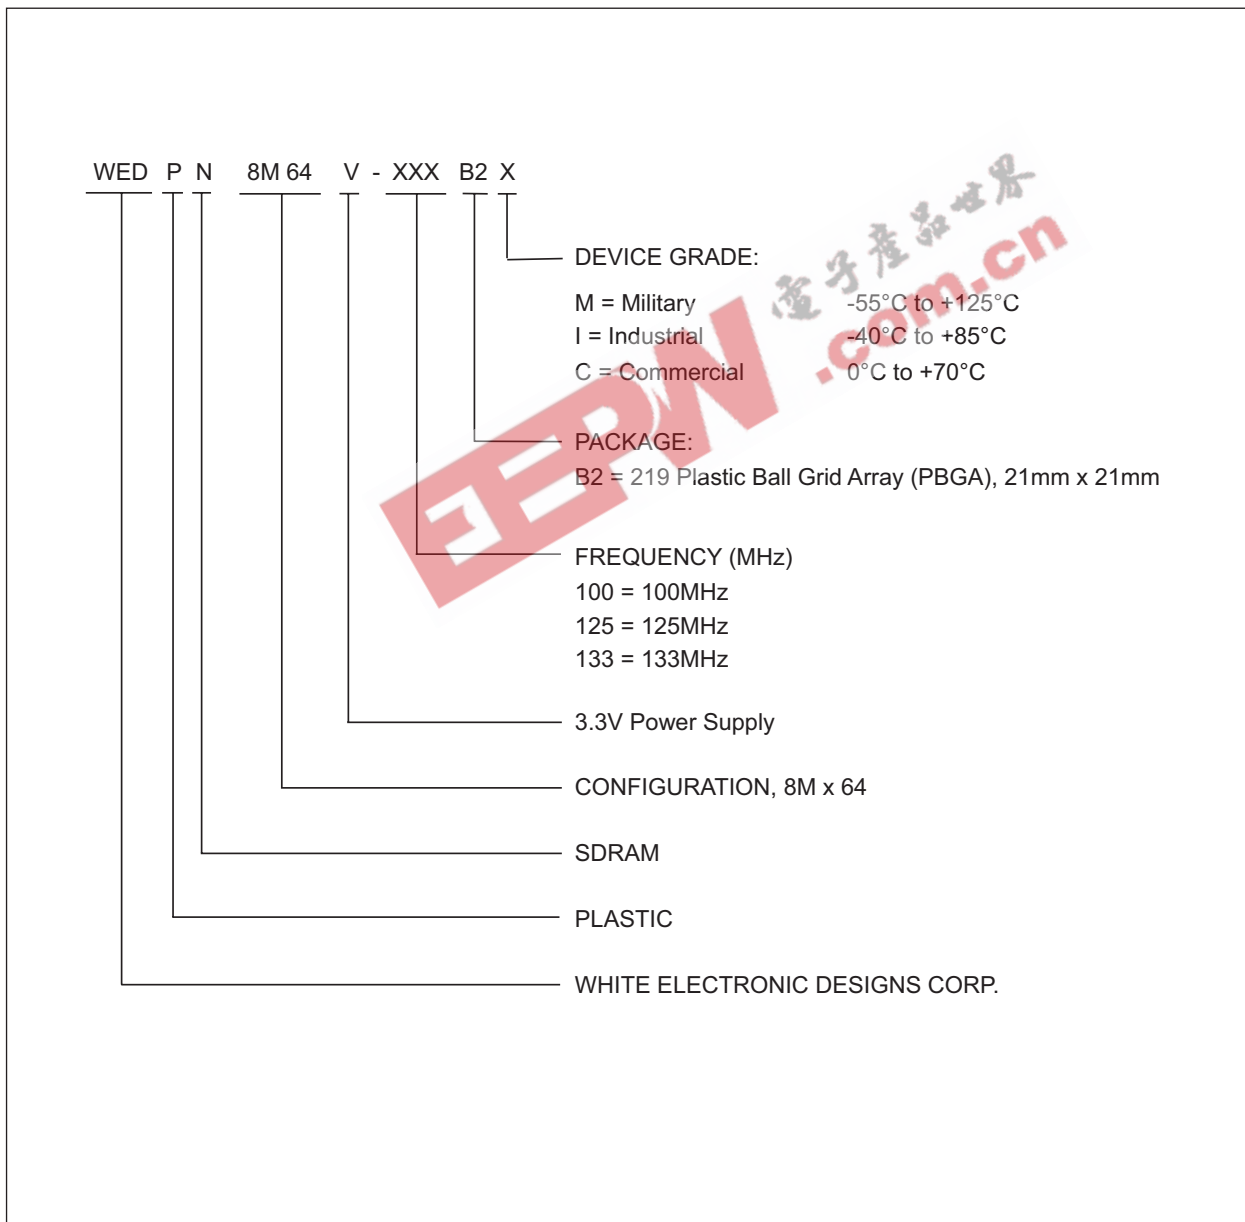 WED P N 8M 64 V - XXX B2 X
DEVICE GRADE:
M = Military -55°C to +125°C
I = Industrial -40°C to +85°C
C = Commercial 0°C to +70°C
PACKAGE:
B2 = 219 Plastic Ball Grid Array (PBGA), 21mm x 21mm
FREQUENCY (MHz)
100 = 100MHz
125 = 125MHz
133 = 133MHz
3.3V Power Supply
CONFIGURATION, 8M x 64
SDRAM
PLASTIC
WHITE ELECTRONIC DESIGNS CORP.
電子產品世界
EEPW.com.cn